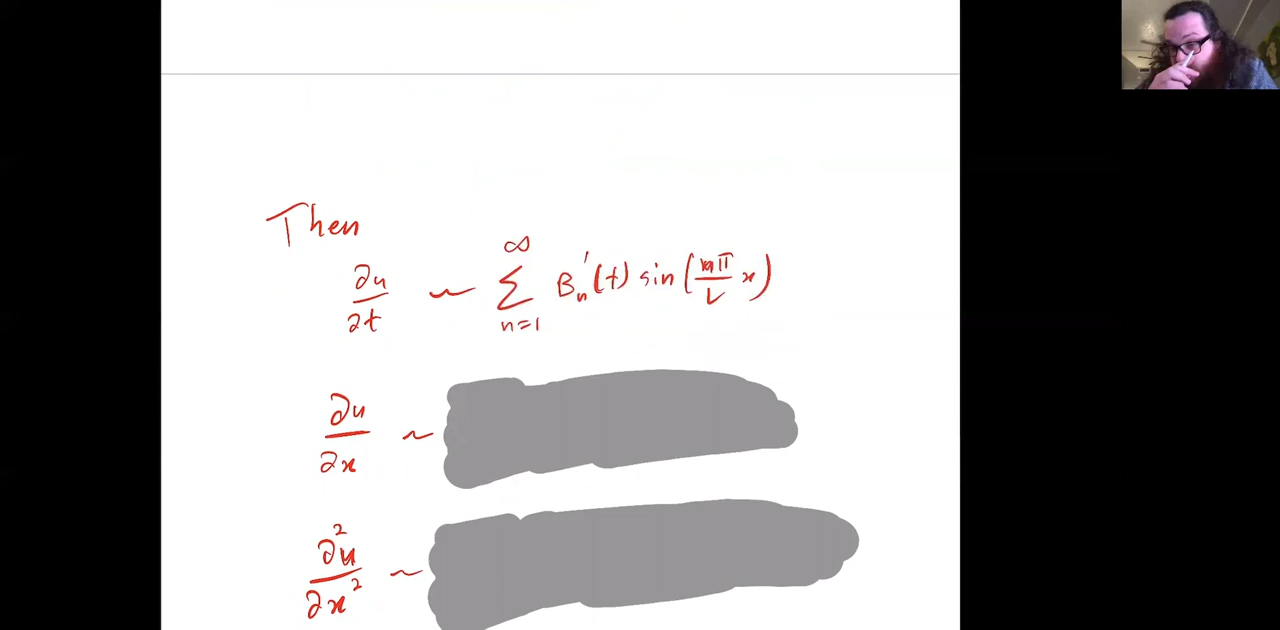 Then
∂u/∂t ~ ∑_{n=1}^{∞} B_n'(t) sin(nπ/L x)
∂u/∂x ~
∂²u/∂x² ~